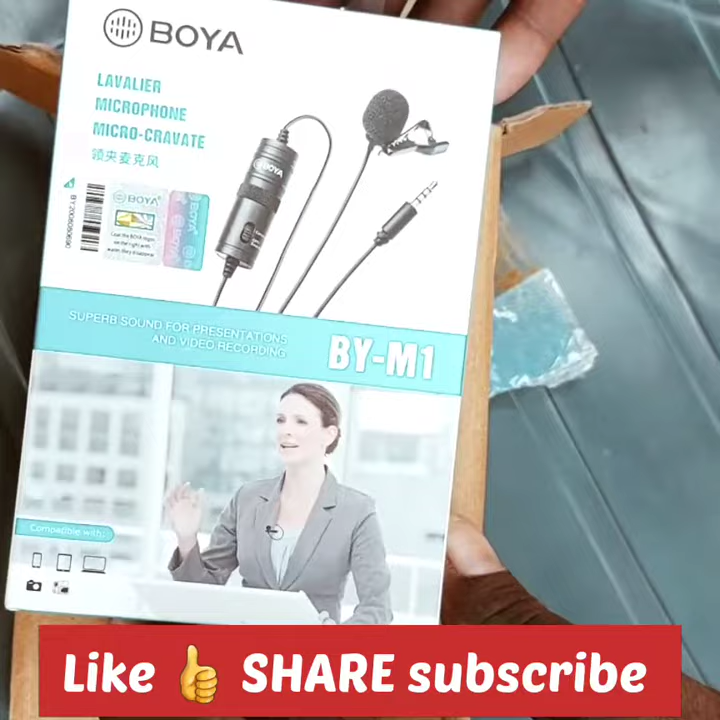 BOYA
LAVALIER
MICROPHONE
MICRO-CRAVATE
领夹麦克风
BOYA
BOYA
BOYA
SUPERB SOUND FOR PRESENTATIONS
AND VIDEO RECORDING
BY-M1
Compatible with:
Like 👍 SHARE subscribe